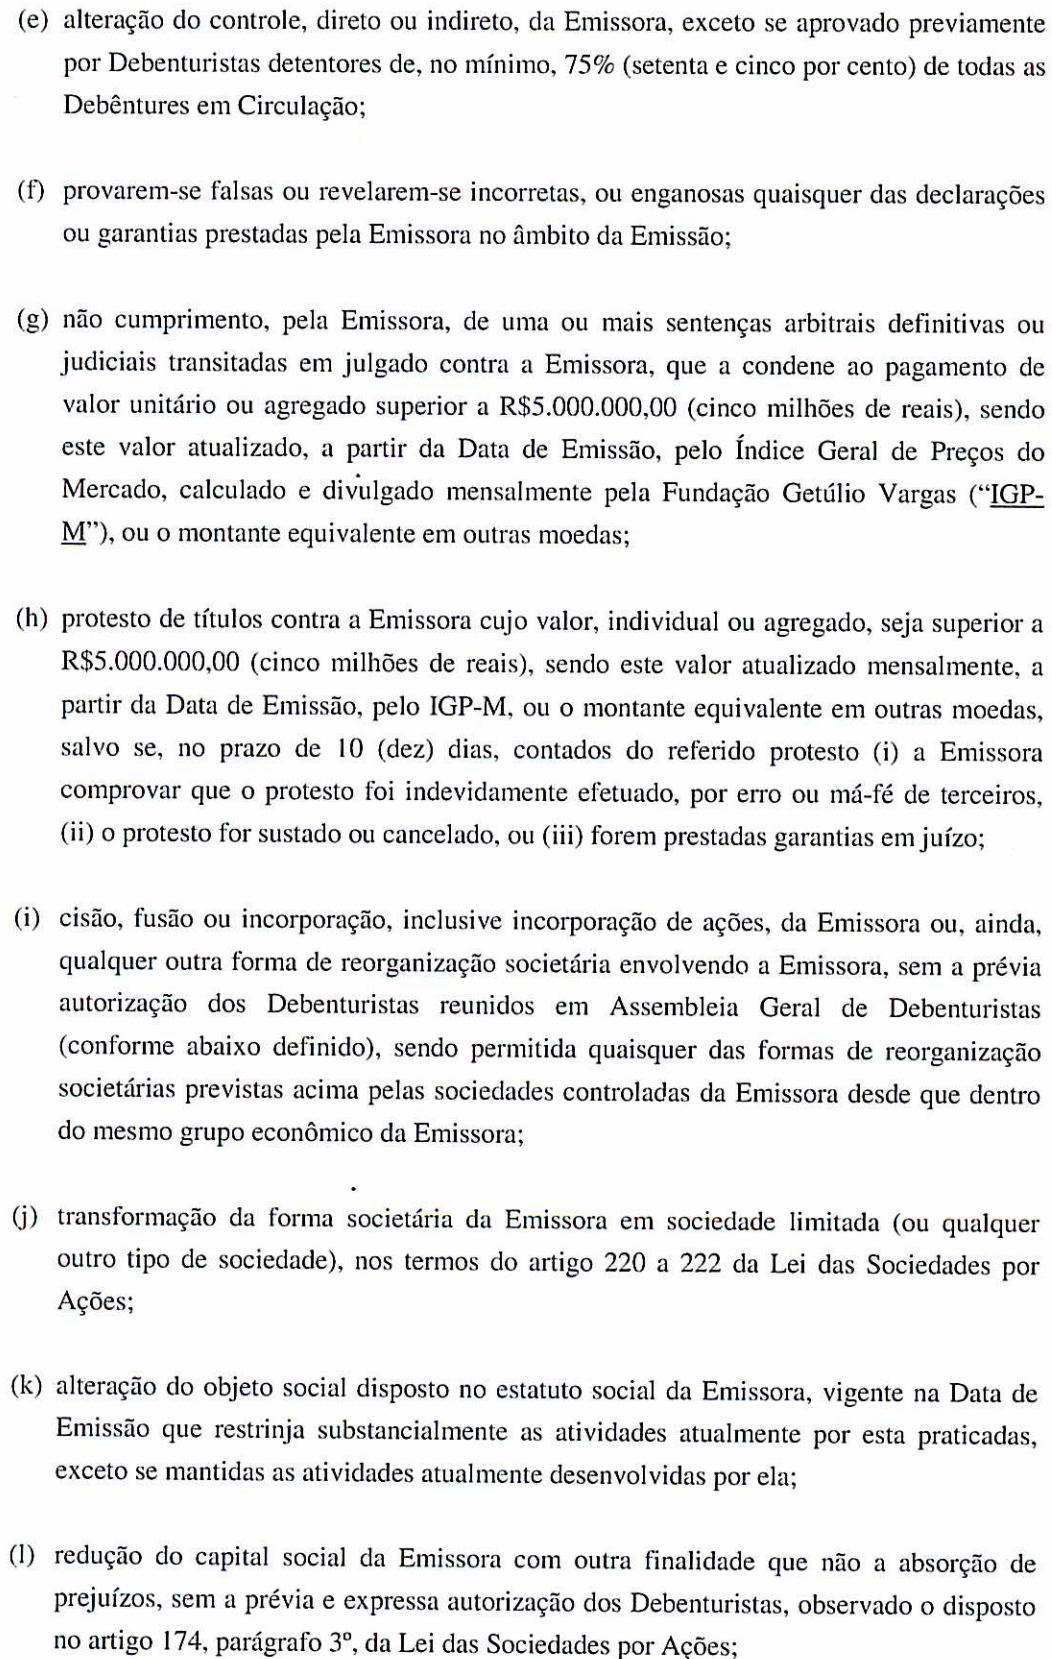 (e) alteração do controle, direto ou indireto, da Emissora, exceto se aprovado previamente
por Debenturistas detentores de, no mínimo, 75% (setenta e cinco por cento) de todas as
Debêntures em Circulação;
(f) provarem-se falsas ou revelarem-se incorretas, ou enganosas quaisquer das declarações
ou garantias prestadas pela Emissora no âmbito da Emissão;
(g) não cumprimento, pela Emissora, de uma ou mais sentenças arbitrais definitivas ou
judiciais transitadas em julgado contra a Emissora, que a condene ao pagamento de
valor unitário ou agregado superior a R$5.000.000,00 (cinco milhões de reais), sendo
este valor atualizado, a partir da Data de Emissão, pelo Índice Geral de Preços do
Mercado, calculado e divulgado mensalmente pela Fundação Getúlio Vargas (“IGP-
M”), ou o montante equivalente em outras moedas;
(h) protesto de títulos contra a Emissora cujo valor, individual ou agregado, seja superior a
R$5.000.000,00 (cinco milhões de reais), sendo este valor atualizado mensalmente, a
partir da Data de Emissão, pelo IGP-M, ou o montante equivalente em outras moedas,
salvo se, no prazo de 10 (dez) dias, contados do referido protesto (i) a Emissora
comprovar que o protesto foi indevidamente efetuado, por erro ou má-fé de terceiros,
(ii) o protesto for sustado ou cancelado, ou (iii) forem prestadas garantias em juízo;
(i) cisão, fusão ou incorporação, inclusive incorporação de ações, da Emissora ou, ainda,
qualquer outra forma de reorganização societária envolvendo a Emissora, sem a prévia
autorização dos Debenturistas reunidos em Assembleia Geral de Debenturistas
(conforme abaixo definido), sendo permitida quaisquer das formas de reorganização
societárias previstas acima pelas sociedades controladas da Emissora desde que dentro
do mesmo grupo econômico da Emissora;
(j) transformação da forma societária da Emissora em sociedade limitada (ou qualquer
outro tipo de sociedade), nos termos do artigo 220 a 222 da Lei das Sociedades por
Ações;
(k) alteração do objeto social disposto no estatuto social da Emissora, vigente na Data de
Emissão que restrinja substancialmente as atividades atualmente por esta praticadas,
exceto se mantidas as atividades atualmente desenvolvidas por ela;
(l) redução do capital social da Emissora com outra finalidade que não a absorção de
prejuízos, sem a prévia e expressa autorização dos Debenturistas, observado o disposto
no artigo 174, parágrafo 3º, da Lei das Sociedades por Ações;